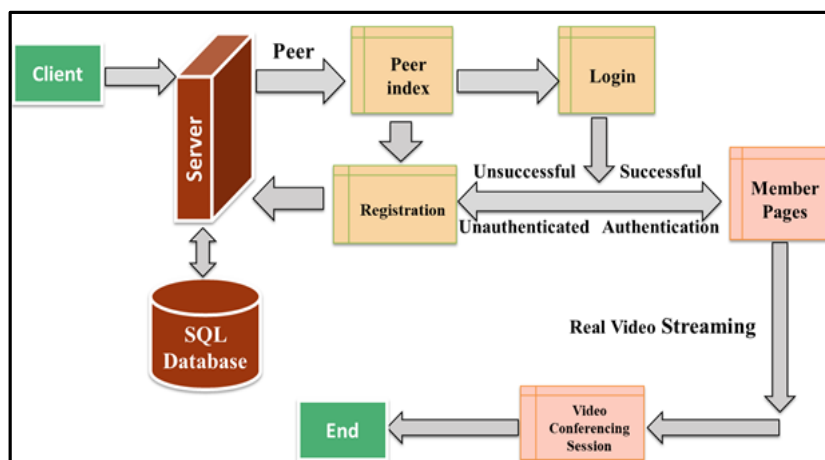 Client
Server
Peer
Peer
index
Login
Registration
Unsuccessful
Successful
Unauthenticated
Authentication
Member
Pages
SQL
Database
Real Video Streaming
Video
Conferencing
Session
End